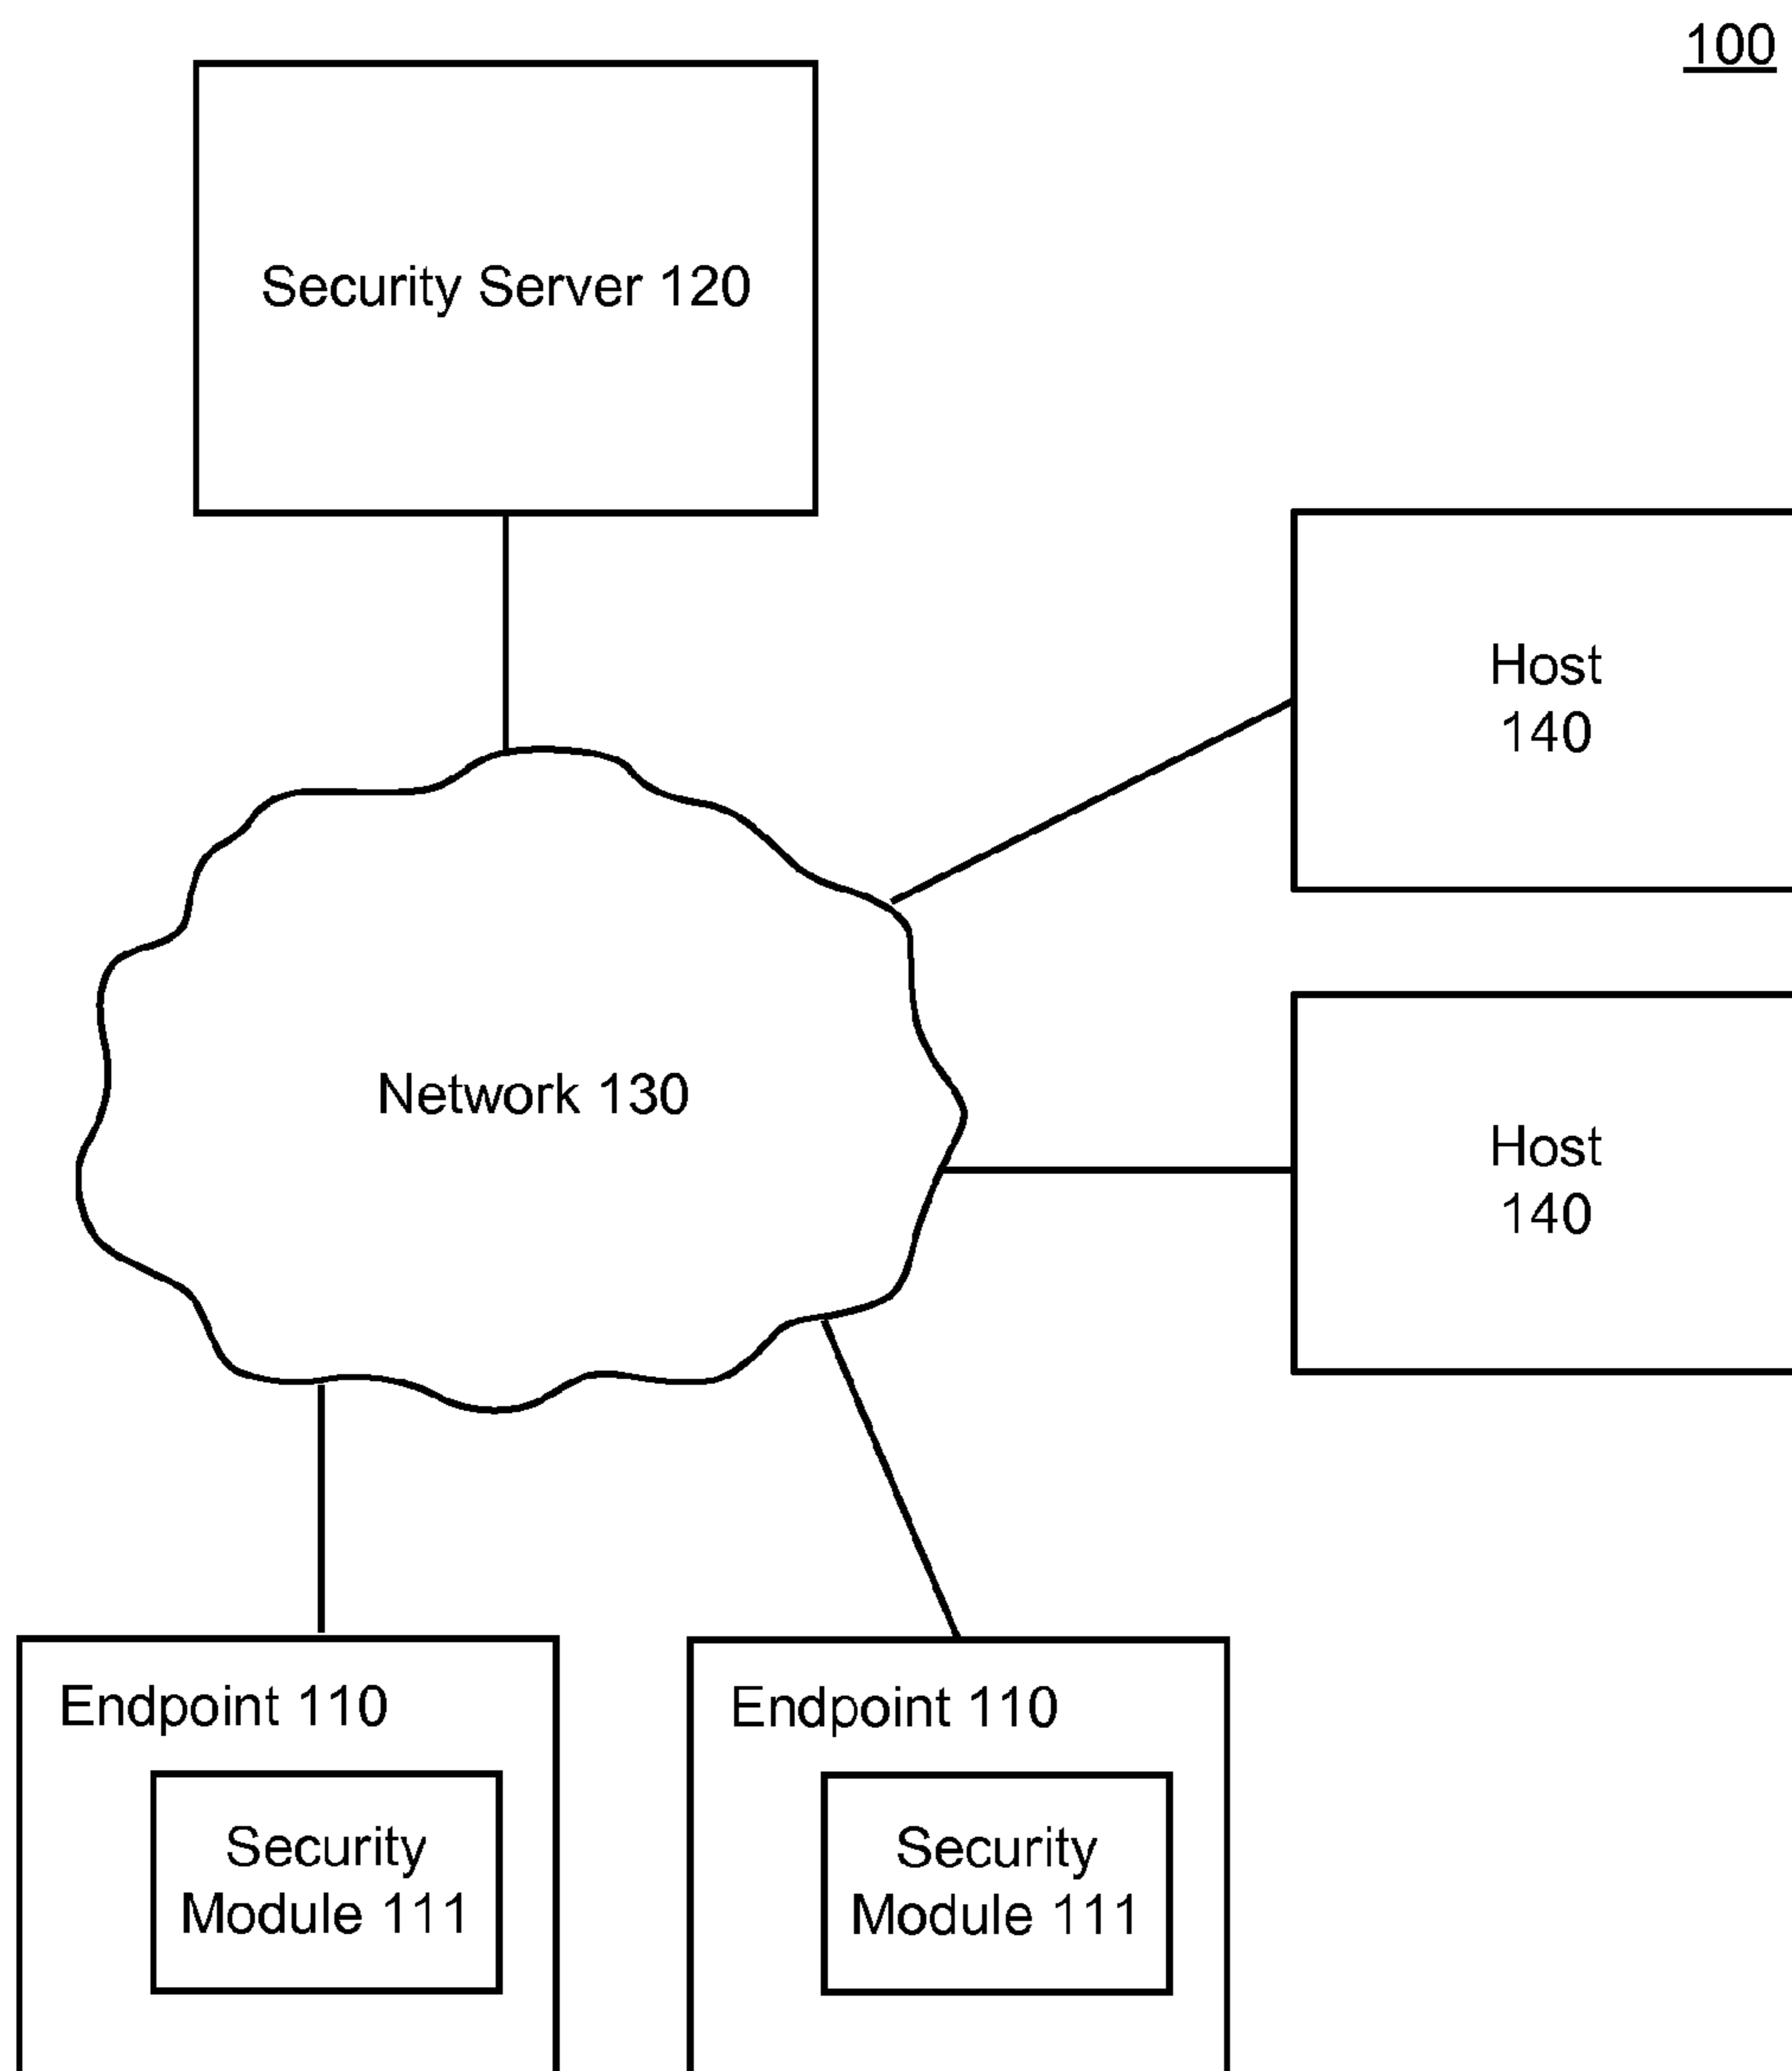 100
Security Server 120
Host
140
Network 130
Host
140
Endpoint 110
Security
Module 111
Endpoint 110
Security
Module 111